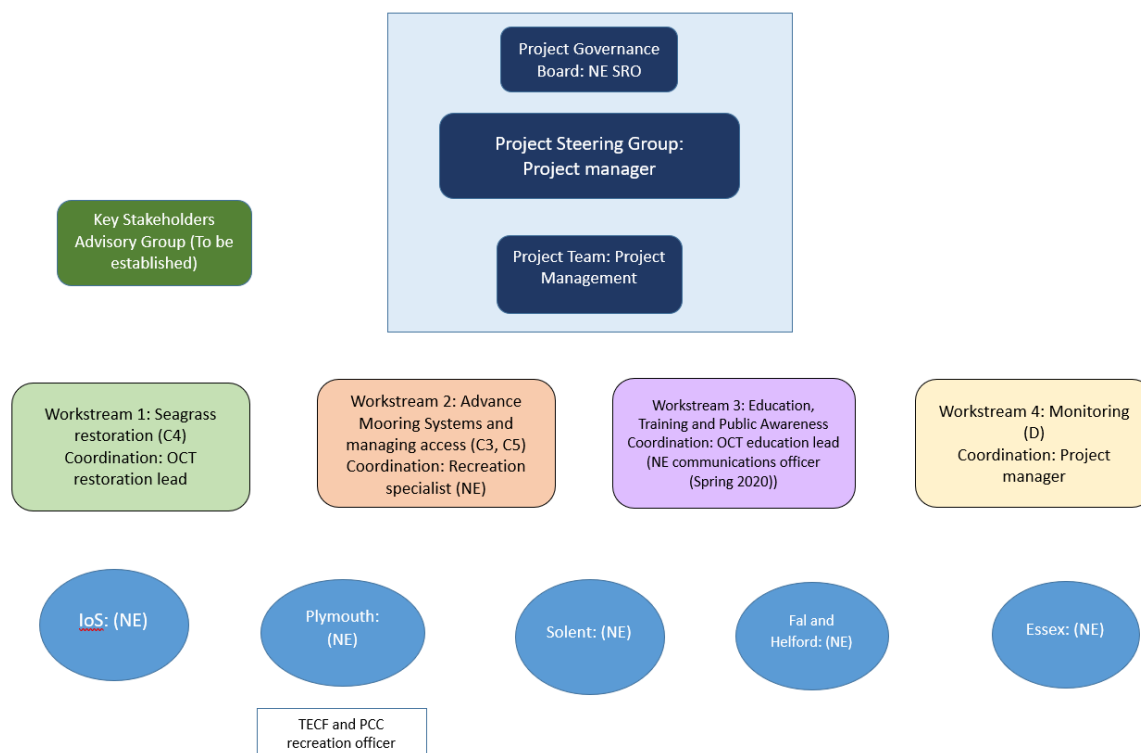 Project Governance
Board: NE SRO
Project Steering Group:
Project manager
Key Stakeholders
Advisory Group (To be
established)
Project Team: Project
Management
Workstream 1: Seagrass
restoration (C4)
Coordination: OCT
restoration lead
Workstream 2: Advance
Mooring Systems and
managing access (C3, C5)
Coordination: Recreation
specialist (NE)
Workstream 3: Education,
Training and Public Awareness
Coordination: OCT education lead
(NE communications officer
(Spring 2020))
Workstream 4: Monitoring
(D)
Coordination: Project
manager
IoS: (NE)
Plymouth:
(NE)
Solent: (NE)
Fal and
Helford: (NE)
Essex: (NE)
TECF and PCC
recreation officer